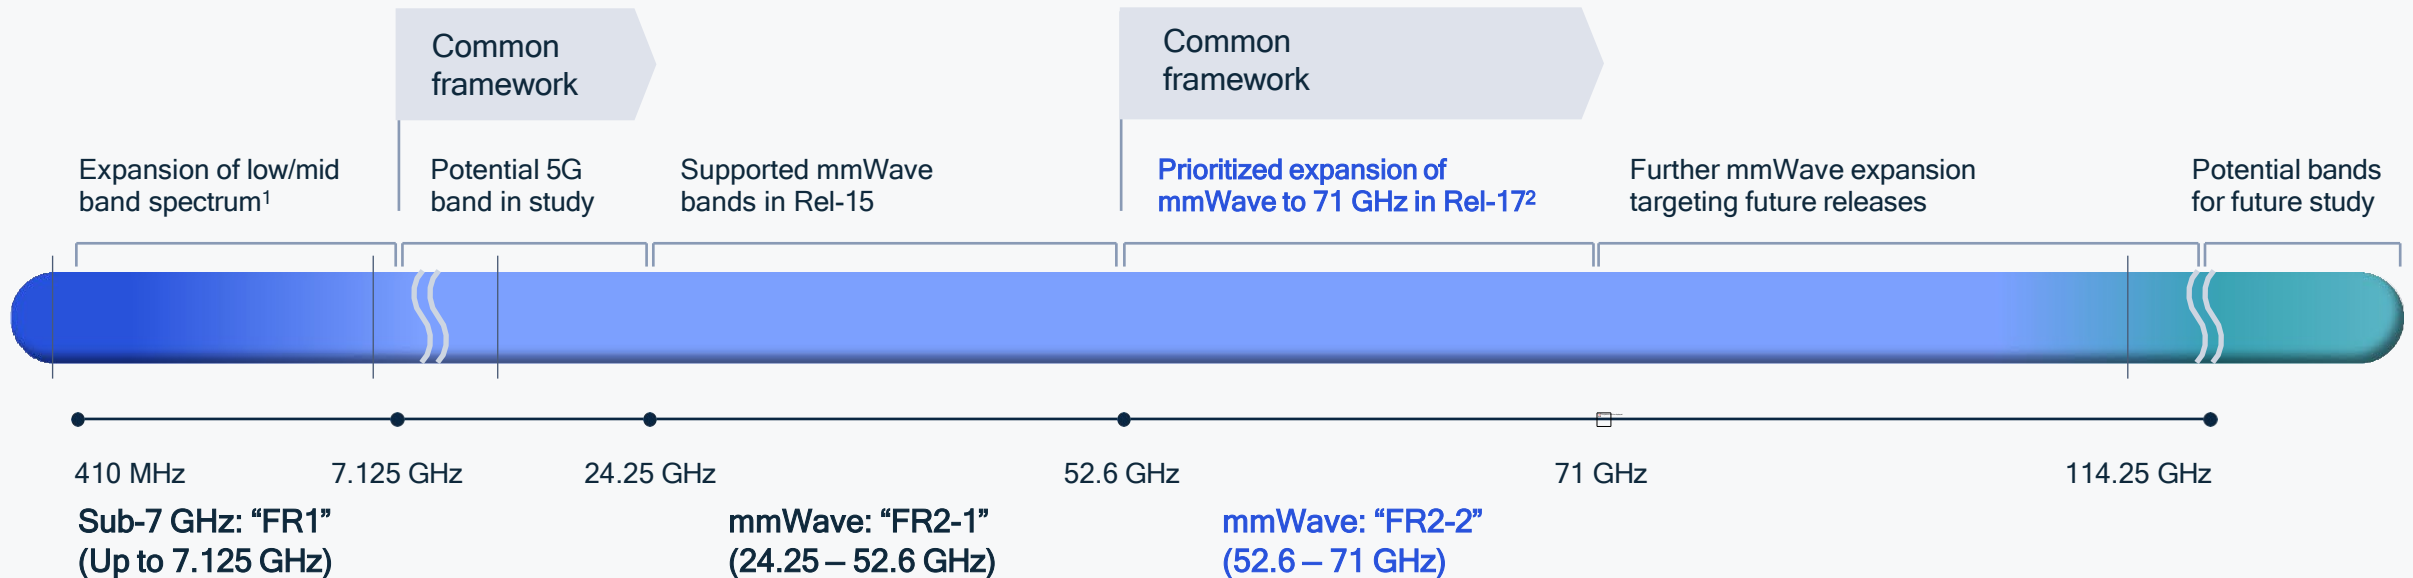 Common
framework
Common
framework
Expansion of low/mid
band spectrum¹
Potential 5G
band in study
Supported mmWave
bands in Rel-15
Prioritized expansion of
mmWave to 71 GHz in Rel-17²
Further mmWave expansion
targeting future releases
Potential bands
for future study
410 MHz
7.125 GHz
24.25 GHz
52.6 GHz
71 GHz
114.25 GHz
Sub-7 GHz: “FR1”
(Up to 7.125 GHz)
mmWave: “FR2-1”
(24.25 – 52.6 GHz)
mmWave: “FR2-2”
(52.6 – 71 GHz)